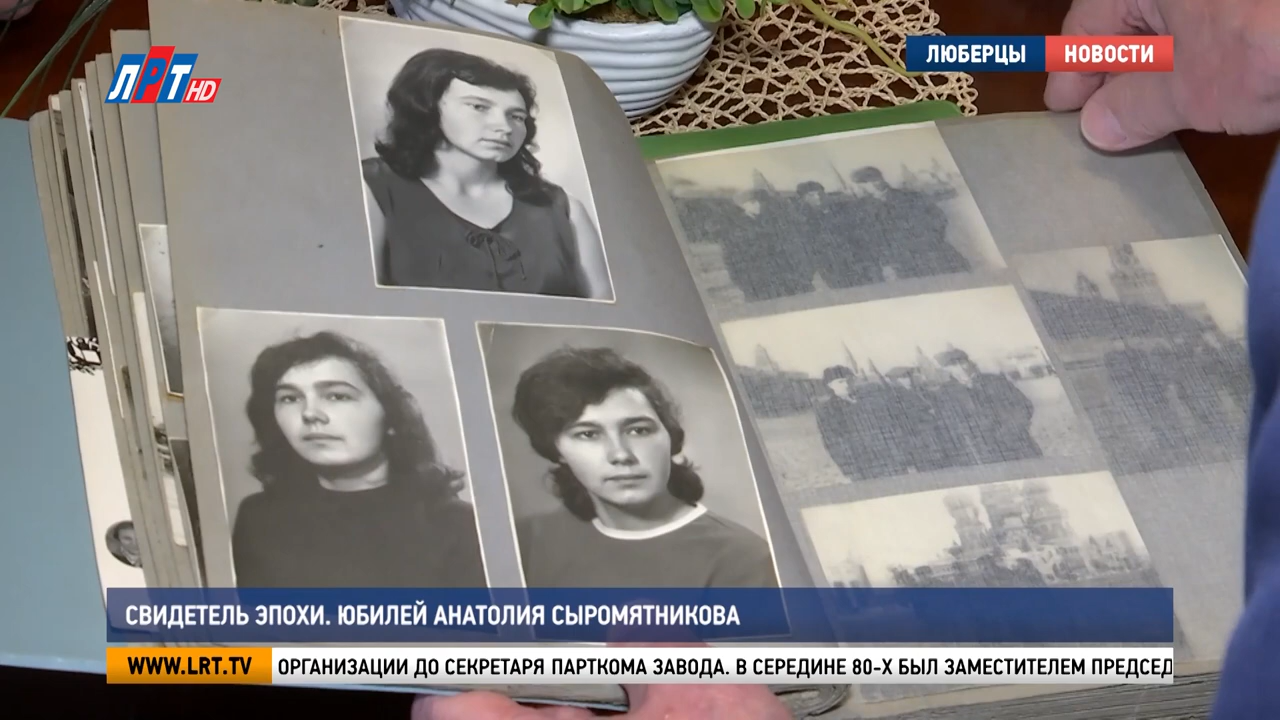 ЛРТ HD
ЛЮБЕРЦЫ НОВОСТИ
СВИДЕТЕЛЬ ЭПОХИ. ЮБИЛЕЙ АНАТОЛИЯ СЫРОМЯТНИКОВА
WWW.LRT.TV ОРГАНИЗАЦИИ ДО СЕКРЕТАРЯ ПАРТКОМА ЗАВОДА. В СЕРЕДИНЕ 80-Х БЫЛ ЗАМЕСТИТЕЛЕМ ПРЕДСЕД